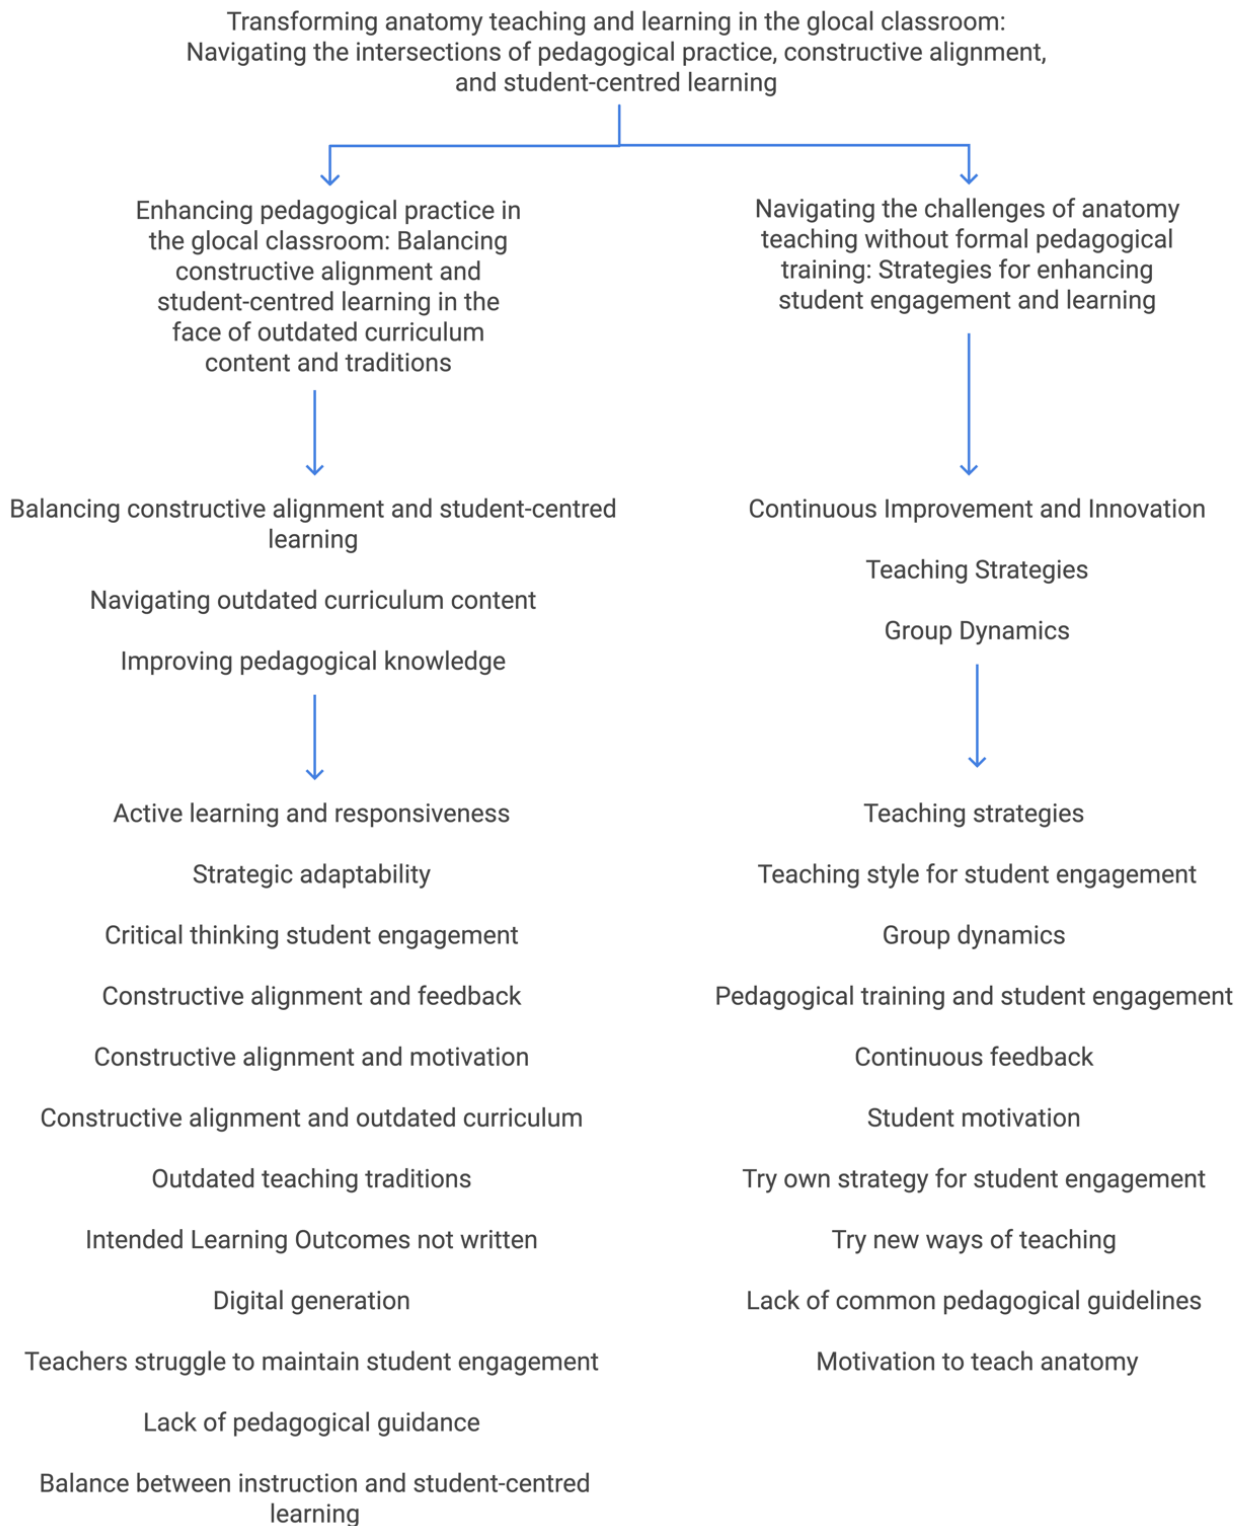 Transforming anatomy teaching and learning in the glocal classroom:
Navigating the intersections of pedagogical practice, constructive alignment,
and student-centred learning
Enhancing pedagogical practice in
the glocal classroom: Balancing
constructive alignment and
student-centred learning in the
face of outdated curriculum
content and traditions
Navigating the challenges of anatomy
teaching without formal pedagogical
training: Strategies for enhancing
student engagement and learning
Balancing constructive alignment and student-centred
learning
Navigating outdated curriculum content
Improving pedagogical knowledge
Continuous Improvement and Innovation
Teaching Strategies
Group Dynamics
Active learning and responsiveness
Strategic adaptability
Critical thinking student engagement
Constructive alignment and feedback
Constructive alignment and motivation
Constructive alignment and outdated curriculum
Outdated teaching traditions
Intended Learning Outcomes not written
Digital generation
Teachers struggle to maintain student engagement
Lack of pedagogical guidance
Balance between instruction and student-centred
learning
Teaching strategies
Teaching style for student engagement
Group dynamics
Pedagogical training and student engagement
Continuous feedback
Student motivation
Try own strategy for student engagement
Try new ways of teaching
Lack of common pedagogical guidelines
Motivation to teach anatomy